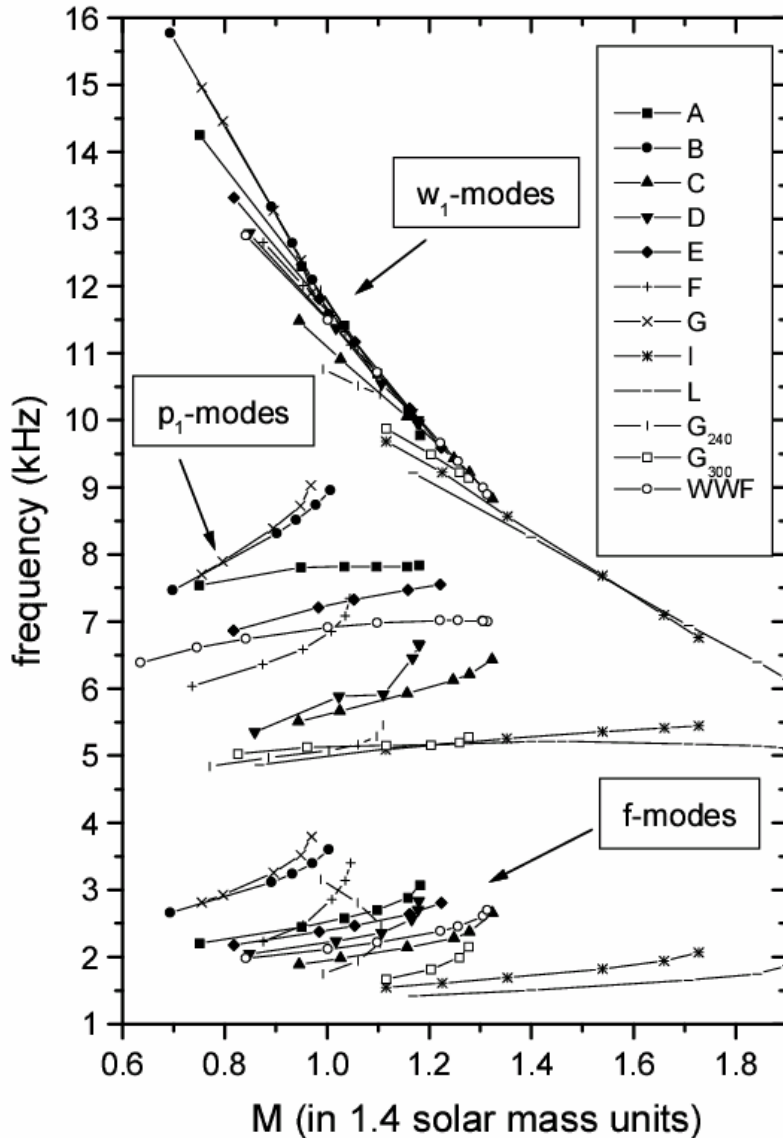 16
15
14
13
12
11
10
9
8
7
6
5
4
3
2
1
frequency (kHz)
w₁-modes
p₁-modes
f-modes
A
B
C
D
E
F
G
I
L
G₂₄₀
G₃₀₀
WWF
0.6 0.8 1.0 1.2 1.4 1.6 1.8
M (in 1.4 solar mass units)